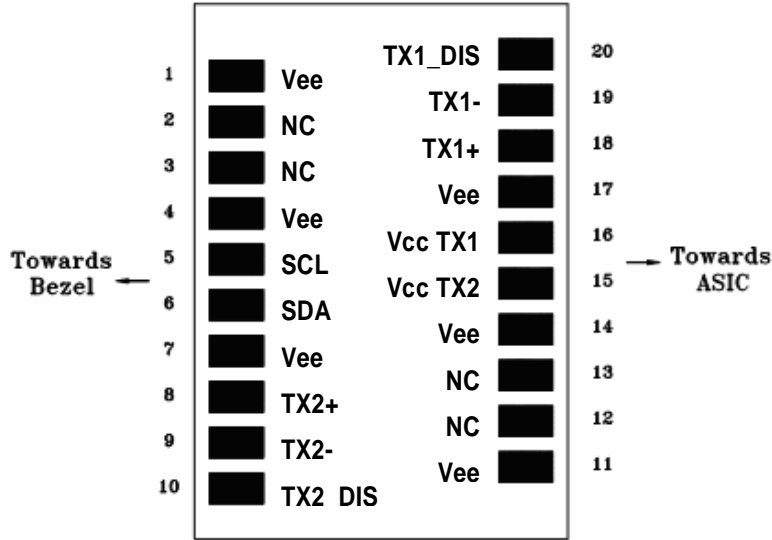 1 Vee
2 NC
3 NC
4 Vee
5 SCL
6 SDA
7 Vee
8 TX2+
9 TX2-
10 TX2 DIS
TX1_DIS 20
TX1- 19
TX1+ 18
Vee 17
Vcc TX1 16
Vcc TX2 15
Vee 14
NC 13
NC 12
Vee 11
Towards
Bezel
Towards
ASIC